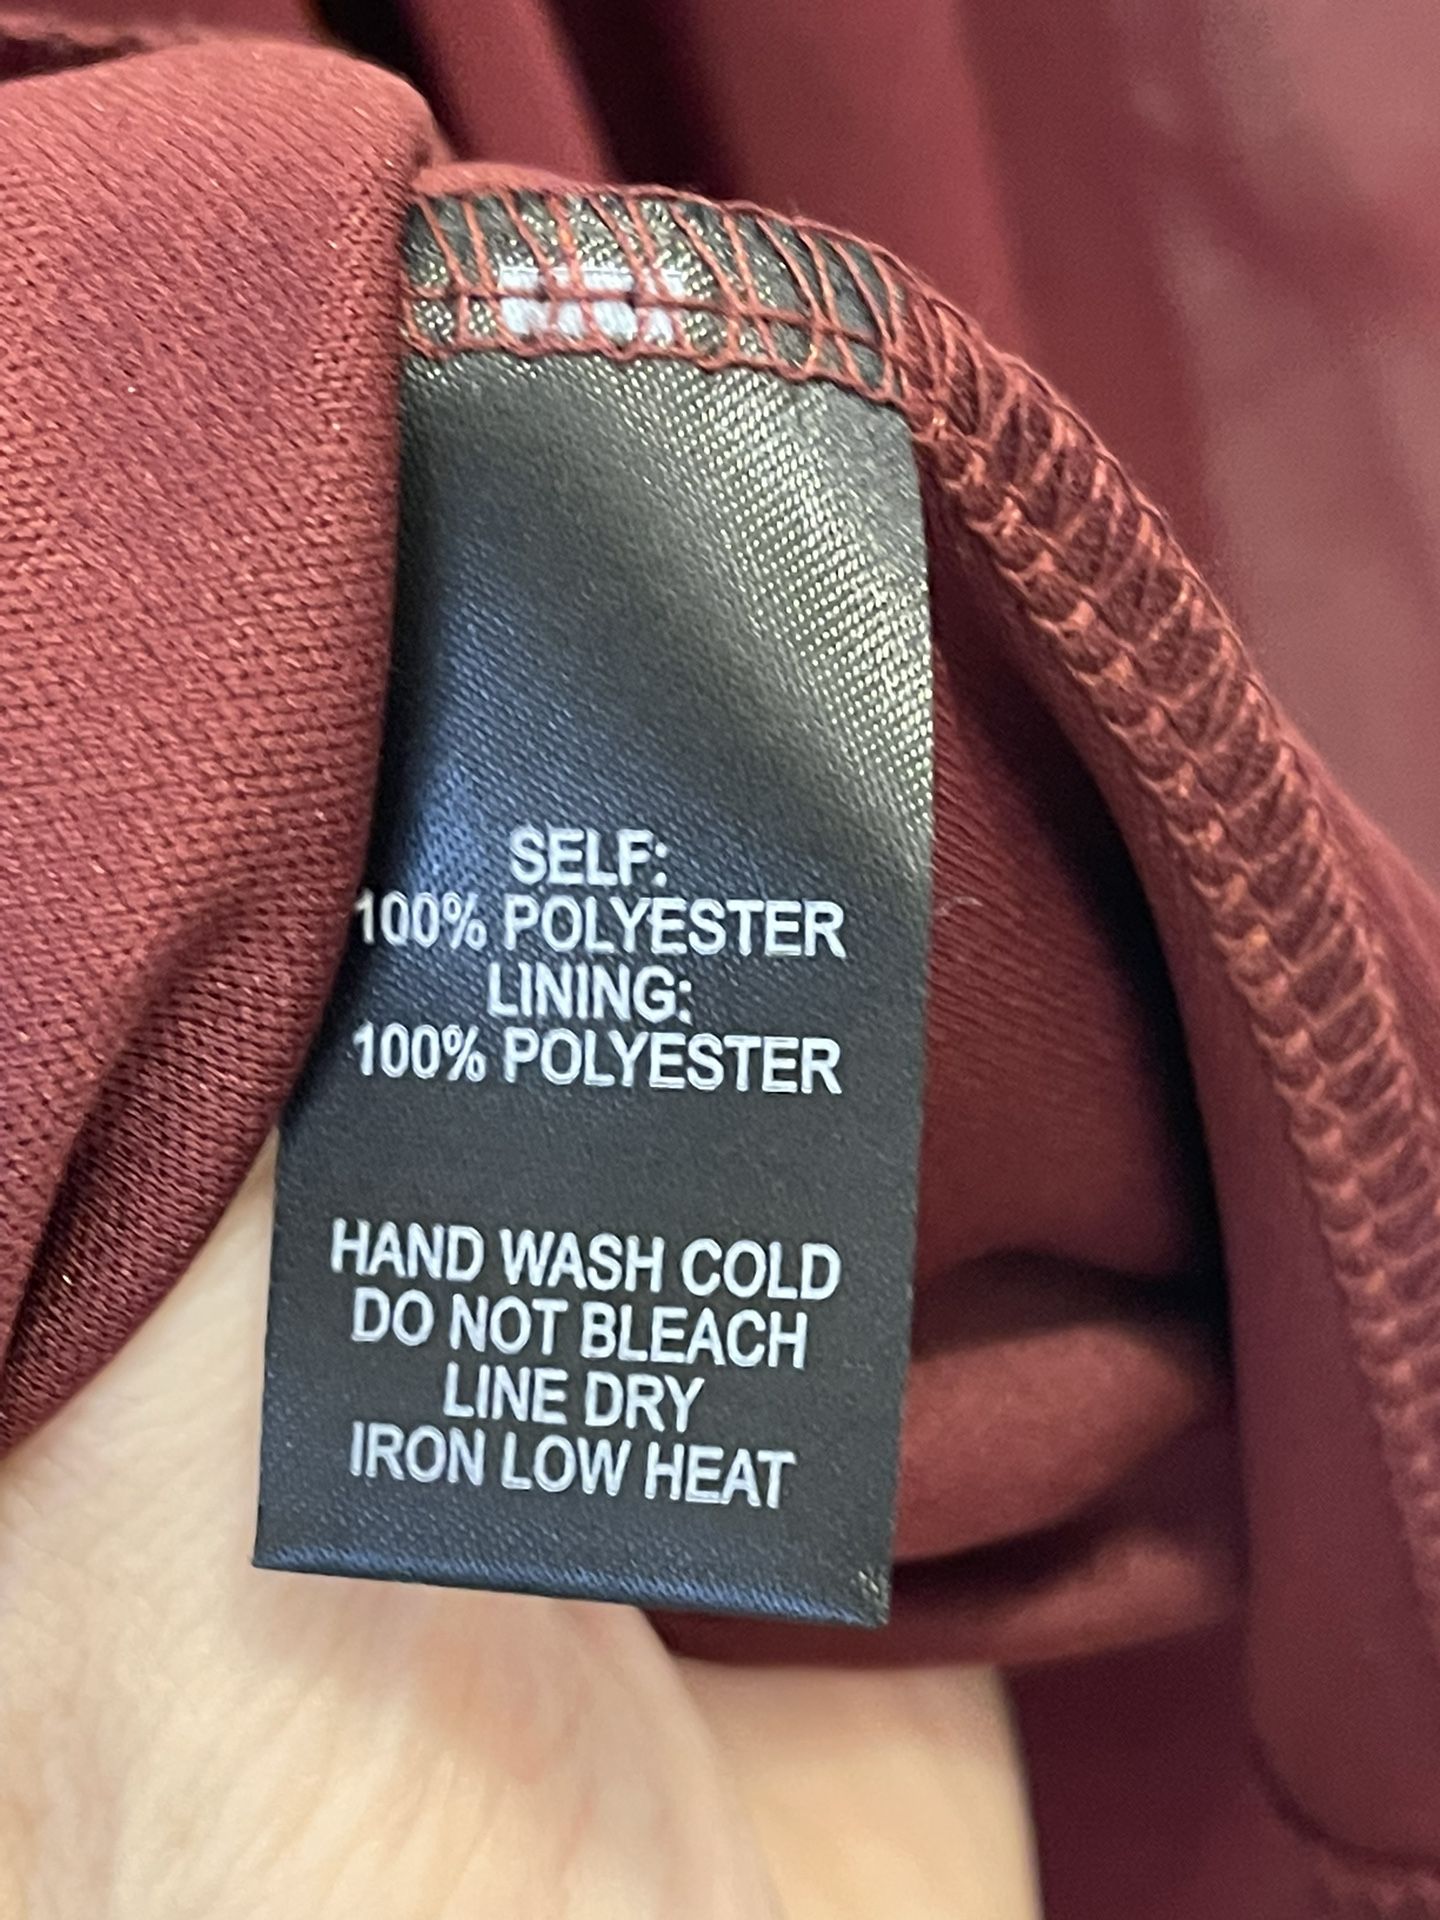 SELF:
100% POLYESTER
LINING:
100% POLYESTER
HAND WASH COLD
DO NOT BLEACH
LINE DRY
IRON LOW HEAT